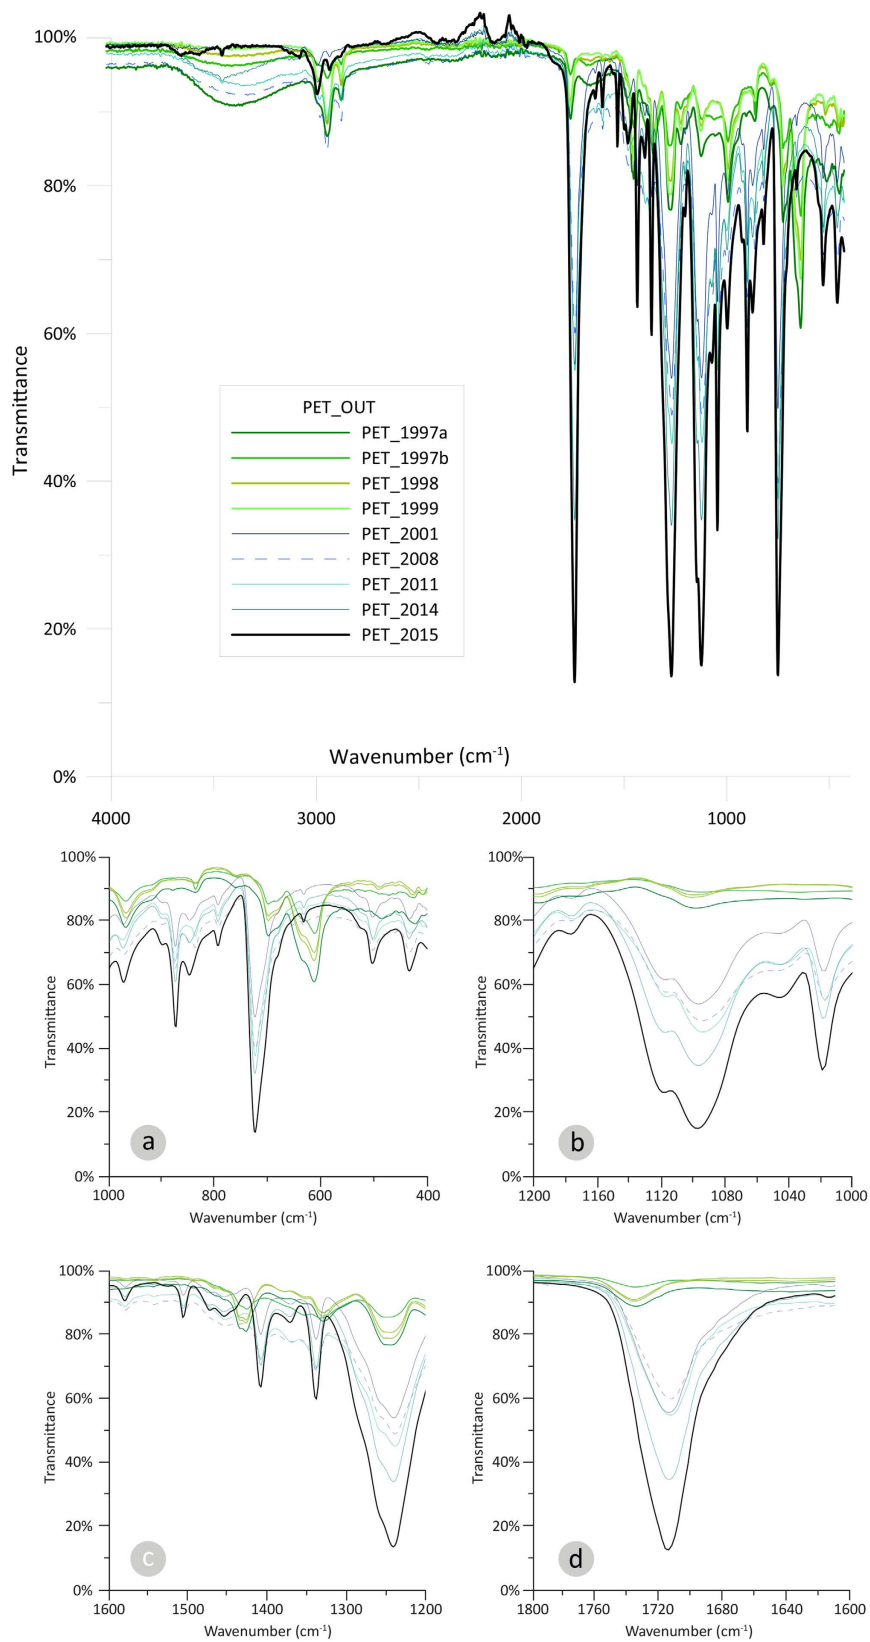 100%
80%
60%
40%
20%
0%
Transmittance
PET_OUT
PET_1997a
PET_1997b
PET_1998
PET_1999
PET_2001
PET_2008
PET_2011
PET_2014
PET_2015
Wavenumber (cm⁻¹)
4000 3000 2000 1000
100%
80%
60%
40%
20%
0%
Transmittance
a
1000 800 600 400
Wavenumber (cm⁻¹)
100%
80%
60%
40%
20%
0%
Transmittance
b
1200 1160 1120 1080 1040 1000
Wavenumber (cm⁻¹)
100%
80%
60%
40%
20%
0%
Transmittance
c
1600 1500 1400 1300 1200
Wavenumber (cm⁻¹)
100%
80%
60%
40%
20%
0%
Transmittance
d
1800 1760 1720 1680 1640 1600
Wavenumber (cm⁻¹)